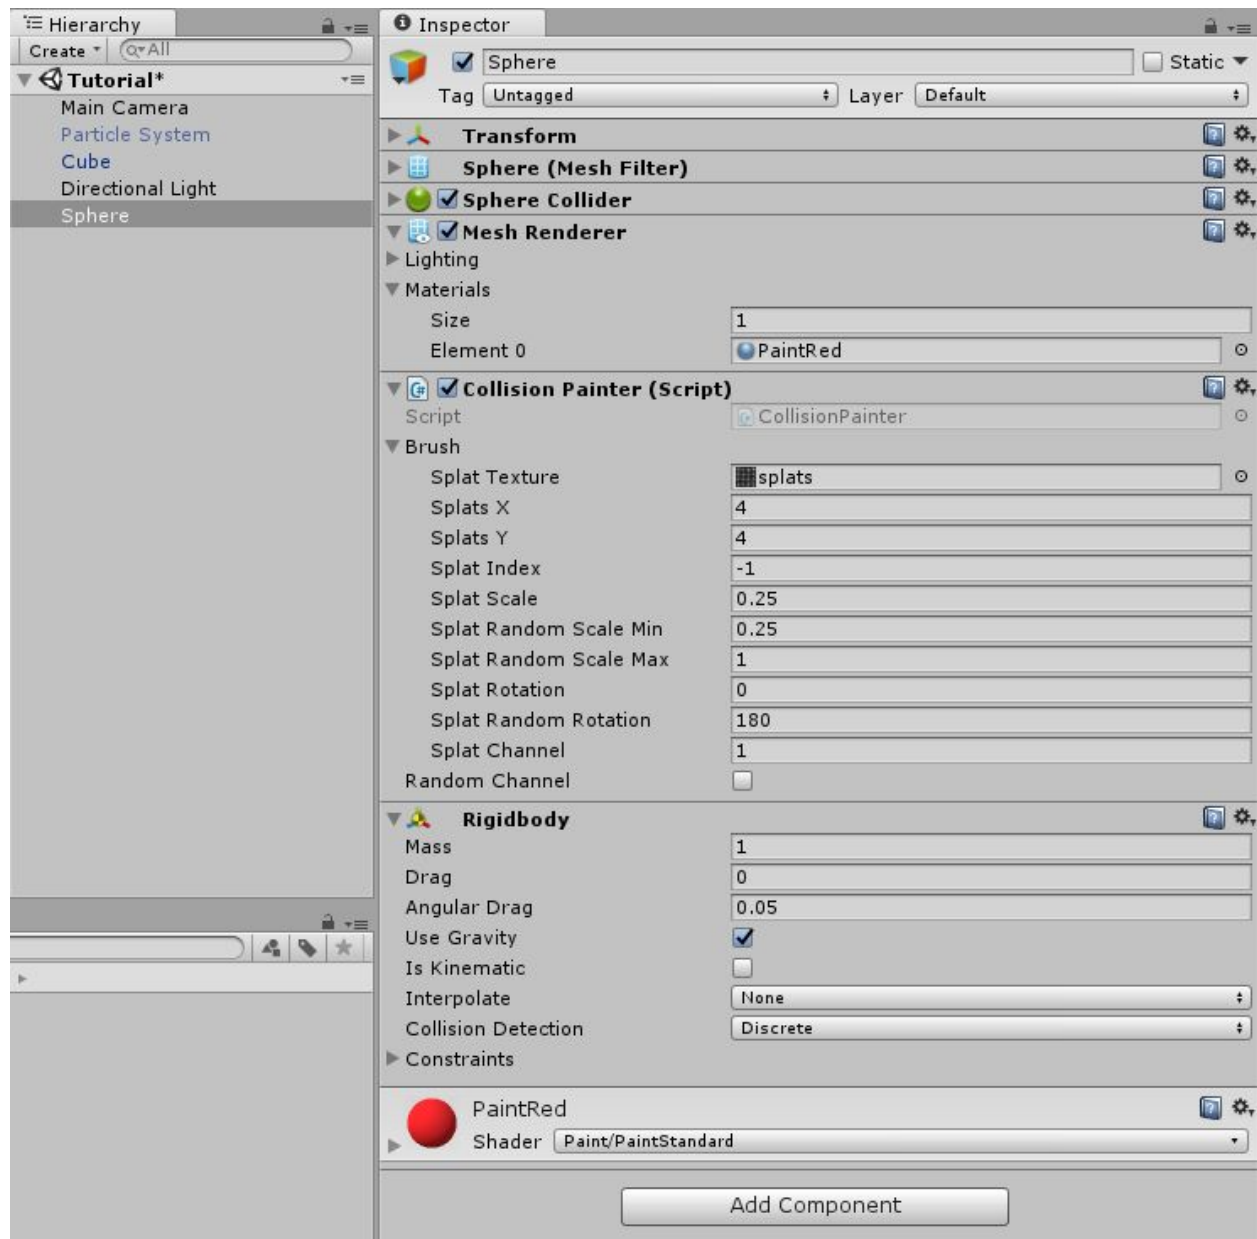 Hierarchy
Create
All
Tutorial*
Main Camera
Particle System
Cube
Directional Light
Sphere
Inspector
Sphere
Static
Tag Untagged Layer Default
Transform
Sphere (Mesh Filter)
Sphere Collider
Mesh Renderer
Lighting
Materials
Size 1
Element 0 PaintRed
Collision Painter (Script)
Script CollisionPainter
Brush
Splat Texture splats
Splats X 4
Splats Y 4
Splat Index -1
Splat Scale 0.25
Splat Random Scale Min 0.25
Splat Random Scale Max 1
Splat Rotation 0
Splat Random Rotation 180
Splat Channel 1
Random Channel
Rigidbody
Mass 1
Drag 0
Angular Drag 0.05
Use Gravity
Is Kinematic
Interpolate None
Collision Detection Discrete
Constraints
PaintRed
Shader Paint/PaintStandard
Add Component